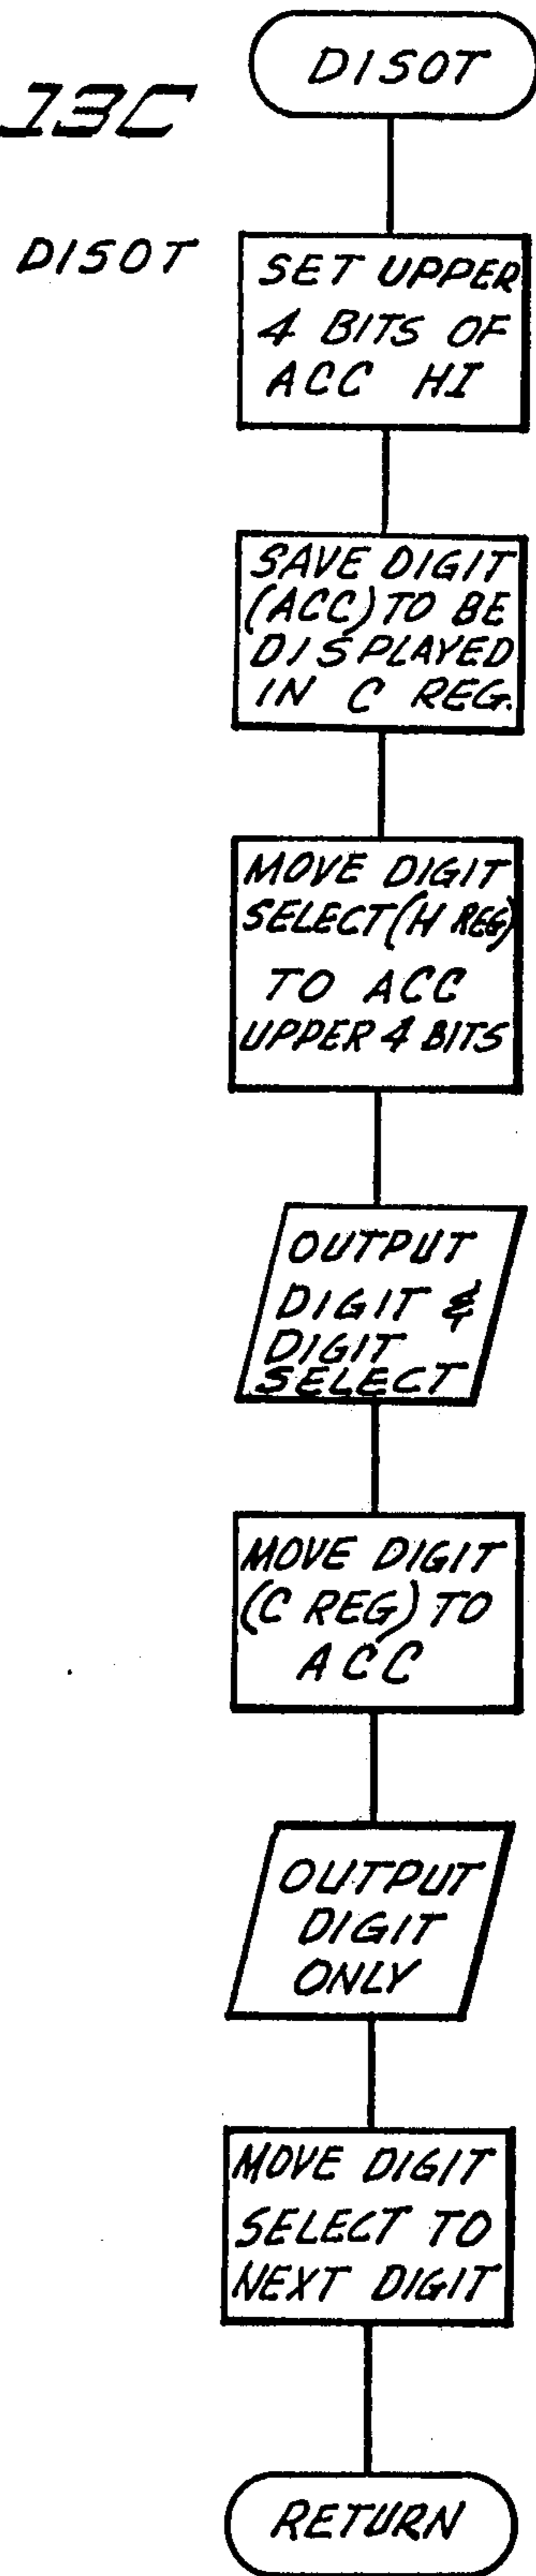 13C
DISOT
DISOT
SET UPPER
4 BITS OF
ACC HI
SAVE DIGIT
(ACC) TO BE
DISPLAYED
IN C REG.
MOVE DIGIT
SELECT (H REG)
TO ACC
UPPER 4 BITS
OUTPUT
DIGIT &
DIGIT
SELECT
MOVE DIGIT
(C REG) TO
ACC
OUTPUT
DIGIT
ONLY
MOVE DIGIT
SELECT TO
NEXT DIGIT
RETURN